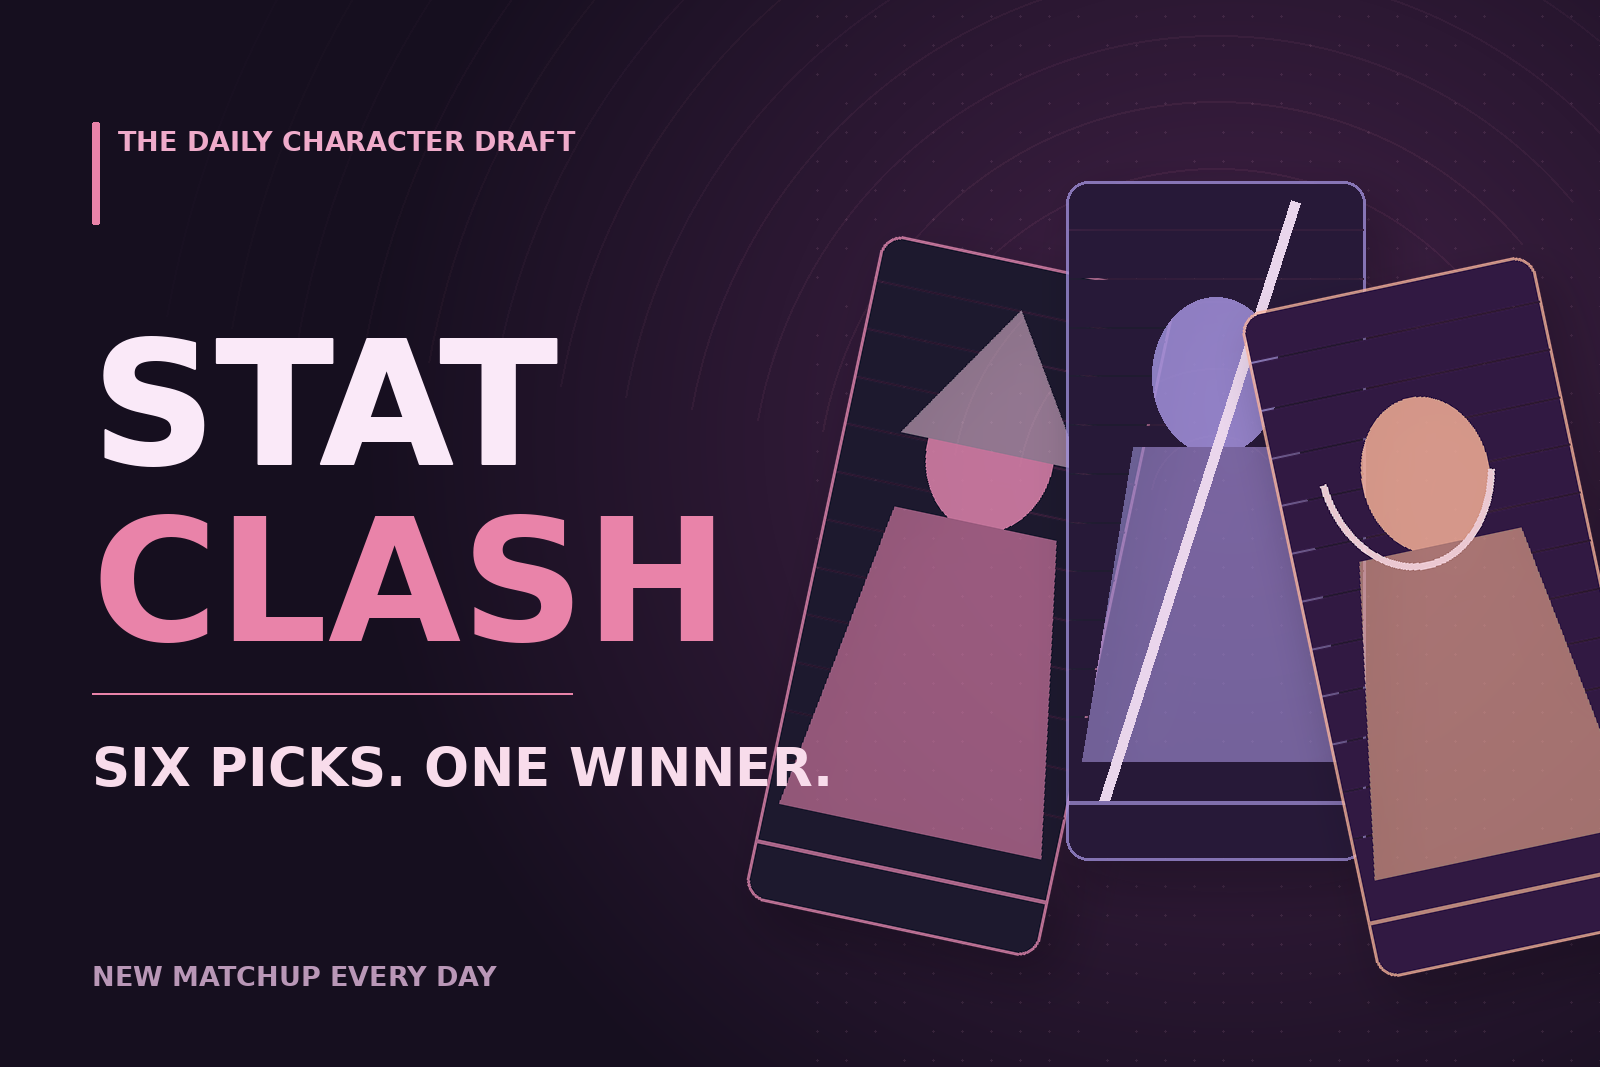 THE DAILY CHARACTER DRAFT
STAT
CLASH
SIX PICKS. ONE WINNER.
NEW MATCHUP EVERY DAY